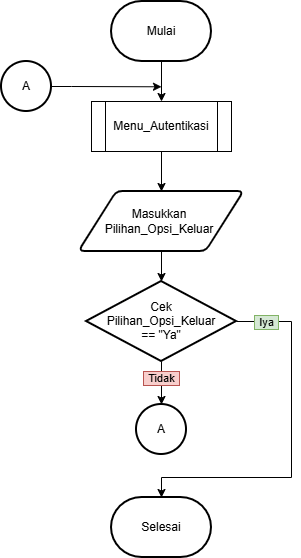 Mulai
A
Menu_Autentikasi
Masukkan
Pilihan_Opsi_Keluar
Cek
Pilihan_Opsi_Keluar
== "Ya"
Iya
Tidak
A
Selesai